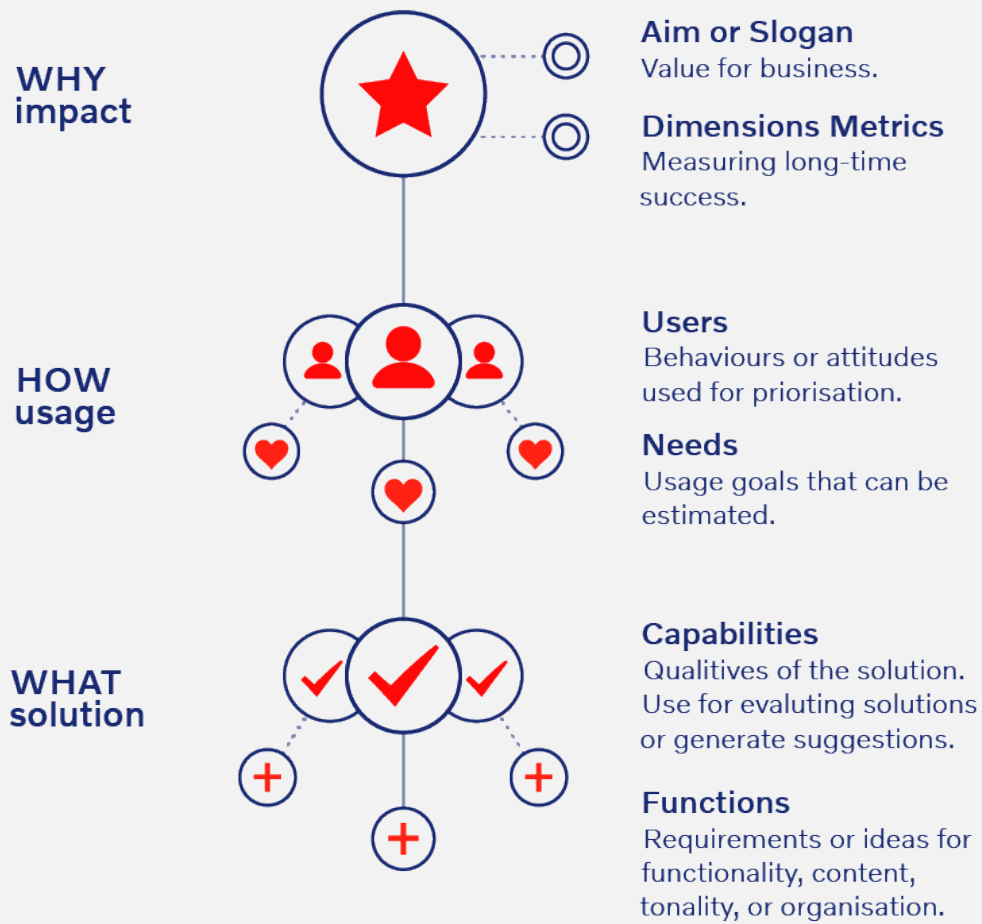 WHY
impact
Aim or Slogan
Value for business.
Dimensions Metrics
Measuring long-time
success.
HOW
usage
Users
Behaviours or attitudes
used for priorisation.
Needs
Usage goals that can be
estimated.
WHAT
solution
Capabilities
Qualitives of the solution.
Use for evaluting solutions
or generate suggestions.
Functions
Requirements or ideas for
functionality, content,
tonality, or organisation.